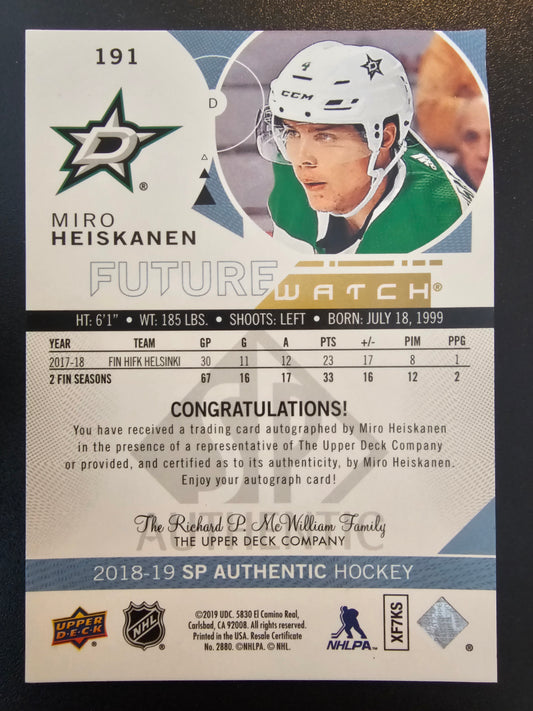 191
D
4
CCM
D
®
MIRO
HEISKANEN
FUTURE
WATCH®
HT: 6'1" • WT: 185 LBS. • SHOOTS: LEFT • BORN: JULY 18, 1999
YEAR TEAM GP G A PTS +/- PIM PPG
2017-18 FIN HIFK HELSINKI 30 11 12 23 17 8 1
2 FIN SEASONS 67 16 17 33 16 12 2
CONGRATULATIONS!
You have received a trading card autographed by Miro Heiskanen
in the presence of a representative of The Upper Deck Company
or provided, and certified as to its authenticity, by Miro Heiskanen.
Enjoy your autograph card!
SP
AUTHENTIC
The Richard P. McWilliam Family
THE UPPER DECK COMPANY
2018-19 SP AUTHENTIC HOCKEY
UPPER
D·E·C·K
NHL
©2019 UDC. 5830 El Camino Real,
Carlsbad, CA 92008. All rights reserved.
Printed in the USA. Resale Certificate
No. 2880. ©NHLPA. © NHL.
NHLPA
XF7KS
®